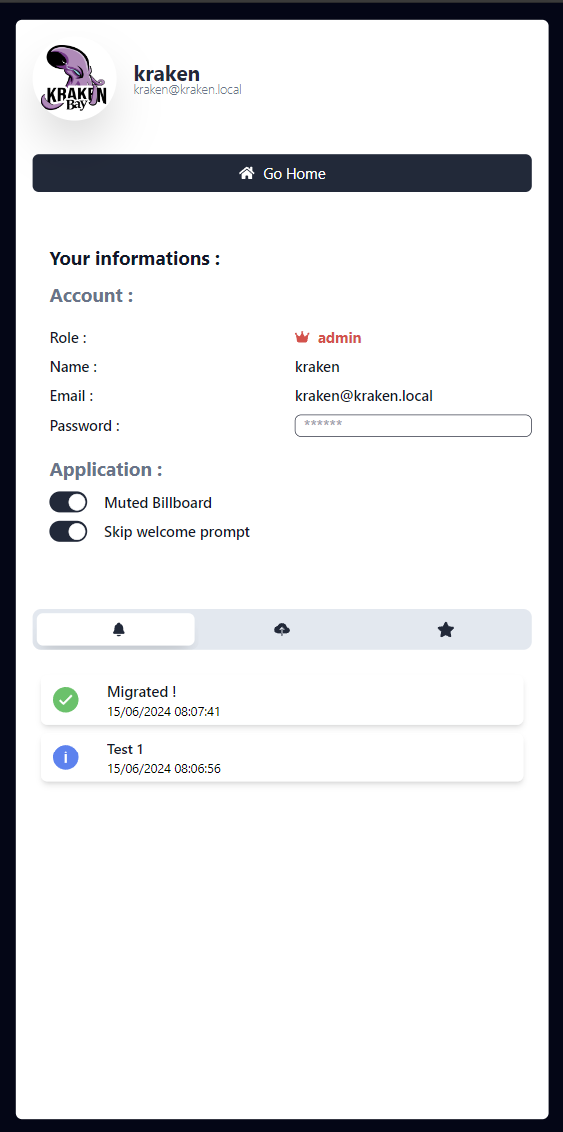 KRAKEN
Bay
kraken
kraken@kraken.local
Go Home
Your informations :
Account :
Role : admin
Name : kraken
Email : kraken@kraken.local
Password : ******
Application :
Muted Billboard
Skip welcome prompt
Migrated !
15/06/2024 08:07:41
Test 1
15/06/2024 08:06:56